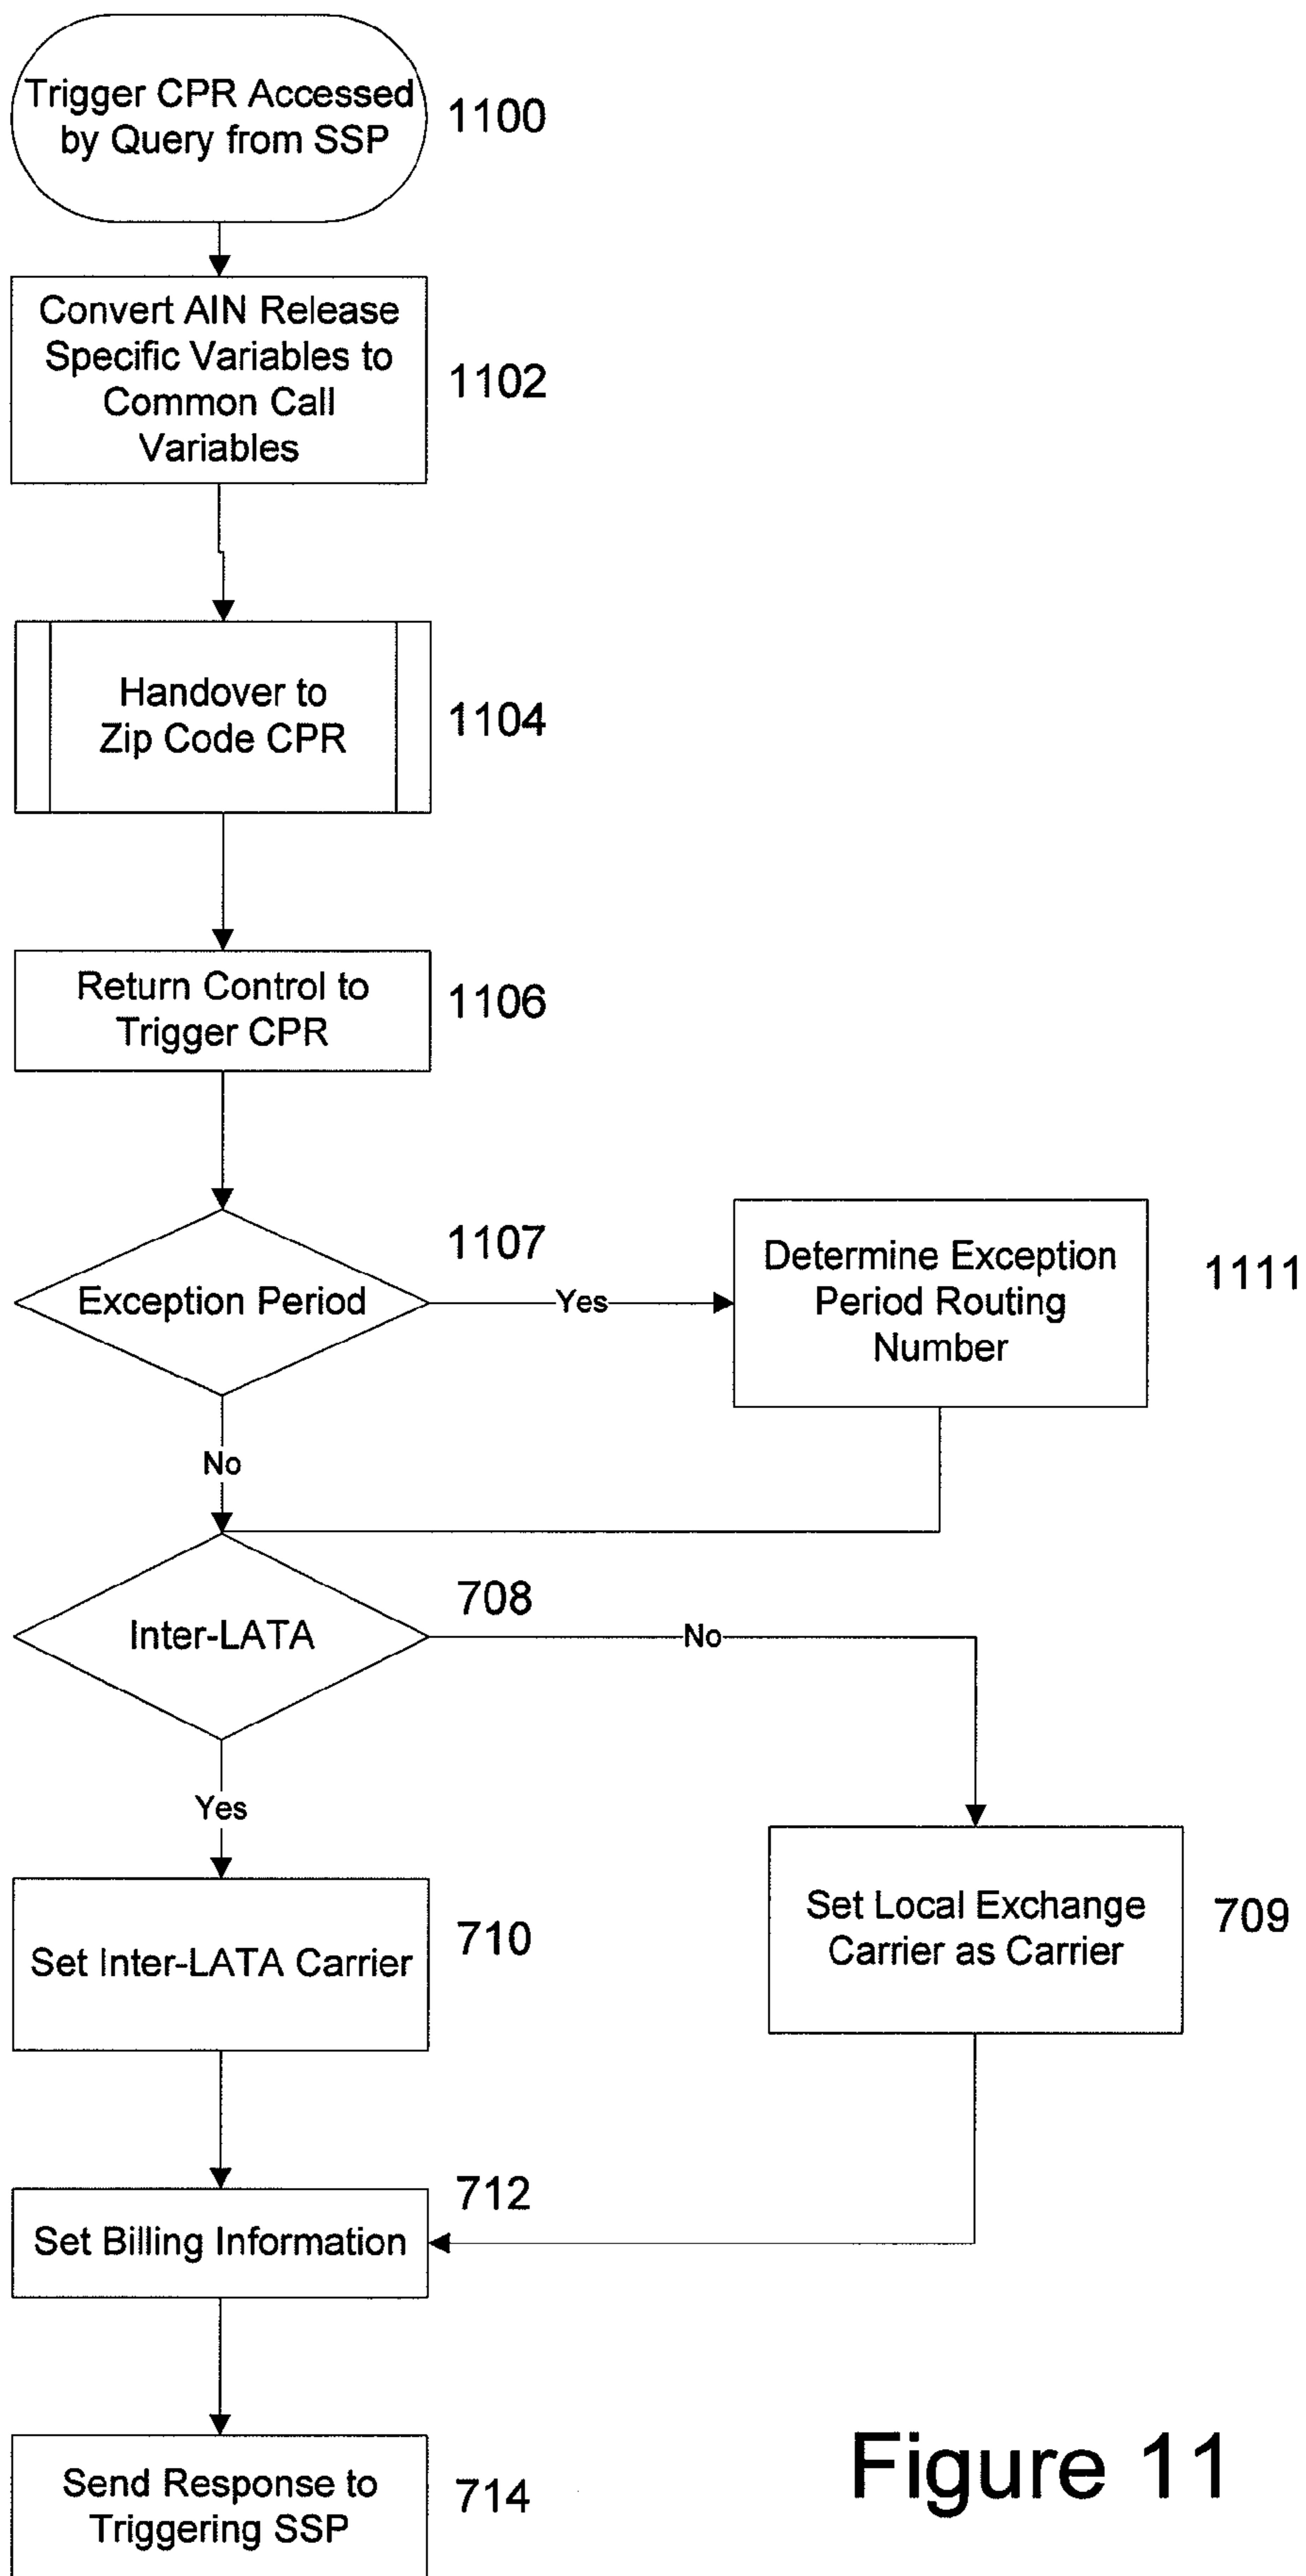 Trigger CPR Accessed
by Query from SSP
1100
Convert AIN Release
Specific Variables to
Common Call
Variables
1102
Handover to
Zip Code CPR
1104
Return Control to
Trigger CPR
1106
Exception Period
1107
Yes
Determine Exception
Period Routing
Number
1111
No
Inter-LATA
708
No
Yes
Set Inter-LATA Carrier
710
Set Local Exchange
Carrier as Carrier
709
Set Billing Information
712
Send Response to
Triggering SSP
714
Figure 11